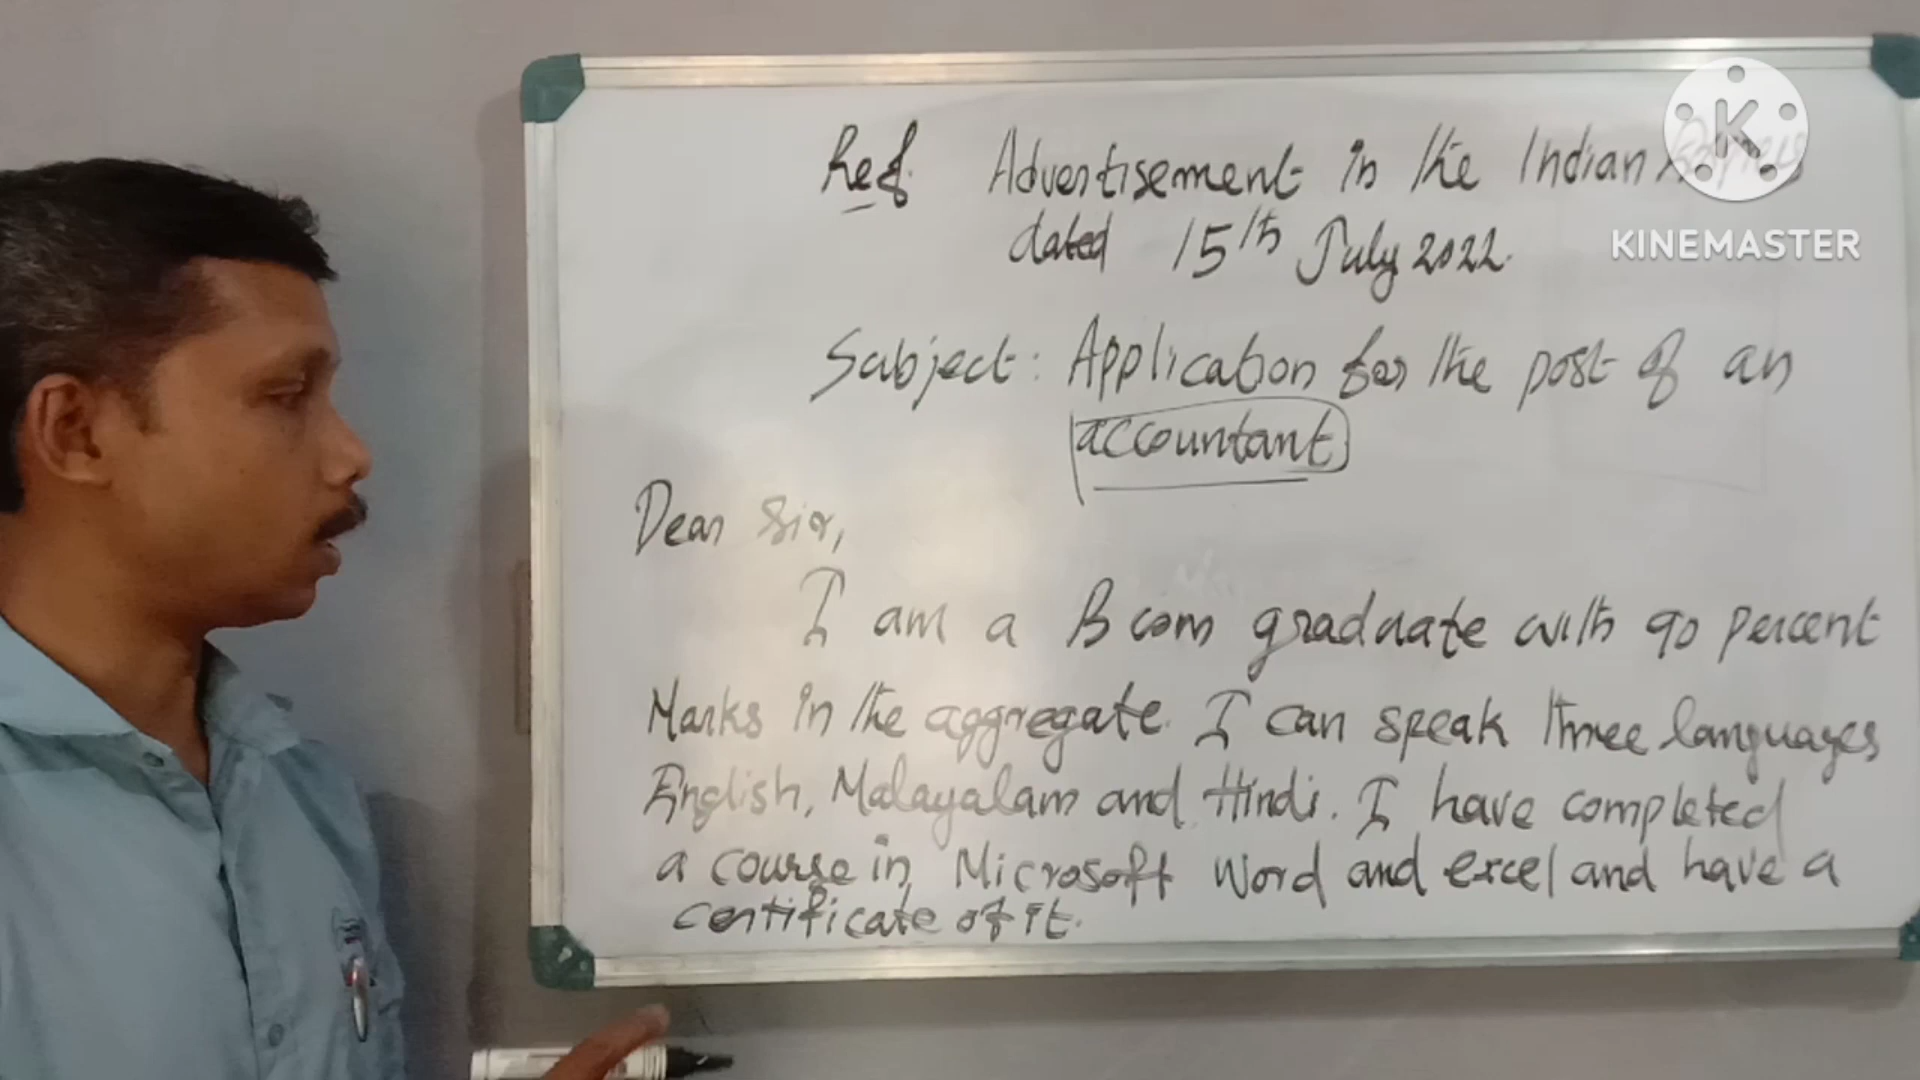 Ref. Advertisement in the Indian Express
dated 15th July 2022.
K
KINEMASTER
Subject: Application for the post of an
accountant
Dear Sir,
I am a B com graduate with 90 percent
Marks in the aggregate. I can speak three languages
English, Malayalam and Hindi. I have completed
a course in, Microsoft Word and excel and have a
certificate of it.